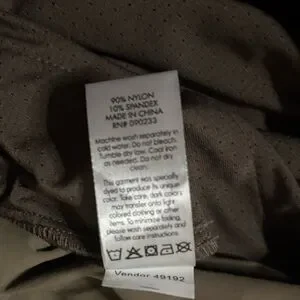 90% NYLON
10% SPANDEX
MADE IN CHINA
RN# 090233
Machine wash separately in
cold water. Do not bleach.
Tumble dry low. Cool iron
as needed. Do not dry
clean.
This garment was specially
dyed to produce its unique
color. Take care, dark colors
may transfer onto light
colored clothing or other items.
To minimize fading,
please wash separately and
follow care instructions
Vendor 49192